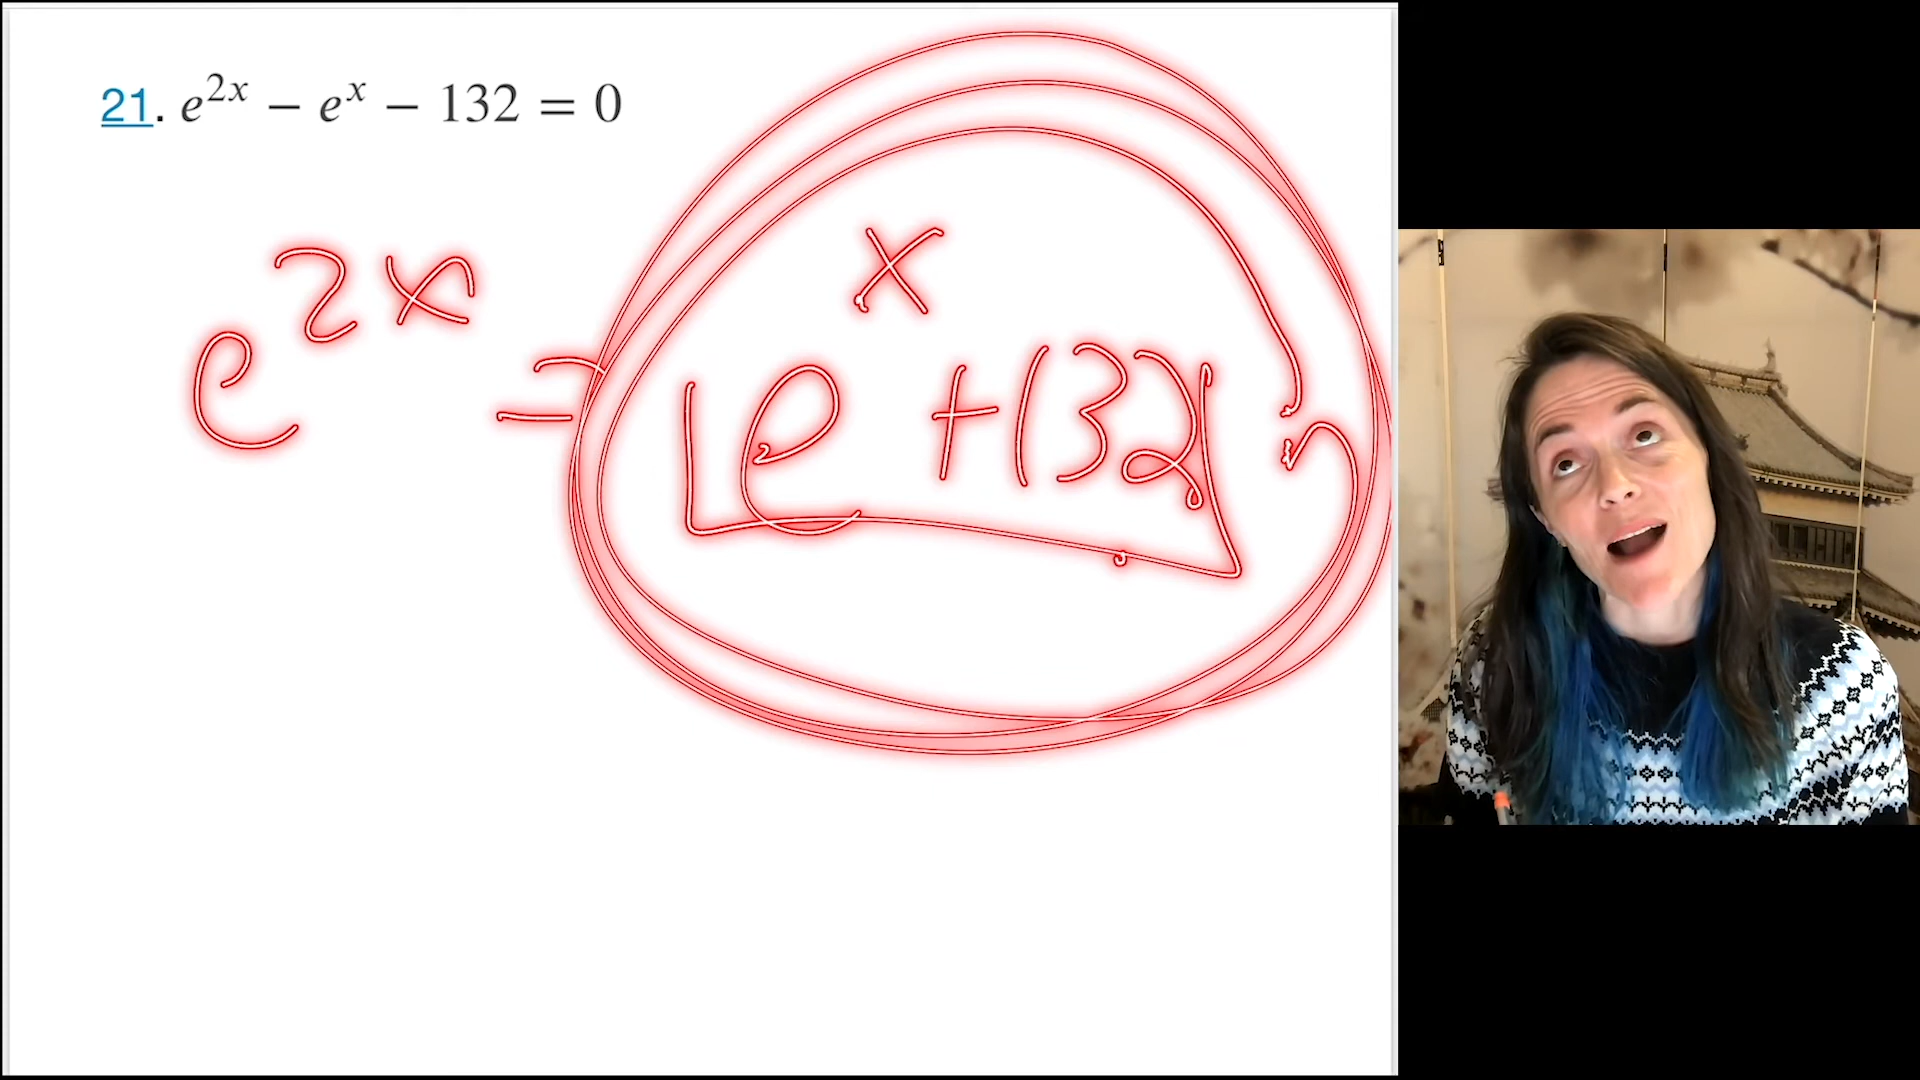 21. e^{2x} − e^x − 132 = 0
e^{2x} = e^x + 132